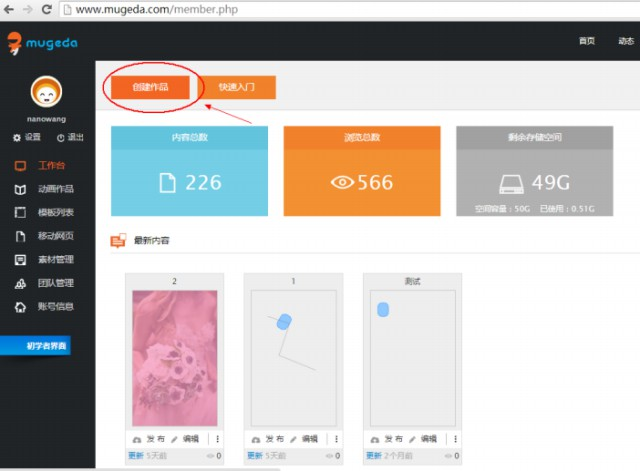 www.mugeda.com/member.php
mugeda
首页 动态
创建作品 快速入门
nanowang
设置 退出
工作台
动画作品
模板列表
移动网页
素材管理
团队管理
账号信息
初学者界面
内容总数
226
浏览总数
566
剩余存储空间
49G
空间容量：50G 已使用：0.51G
最新内容
2
发布 编辑
更新 5天前 0
1
发布 编辑
更新 5天前 0
测试
发布 编辑
更新 2个月前 0